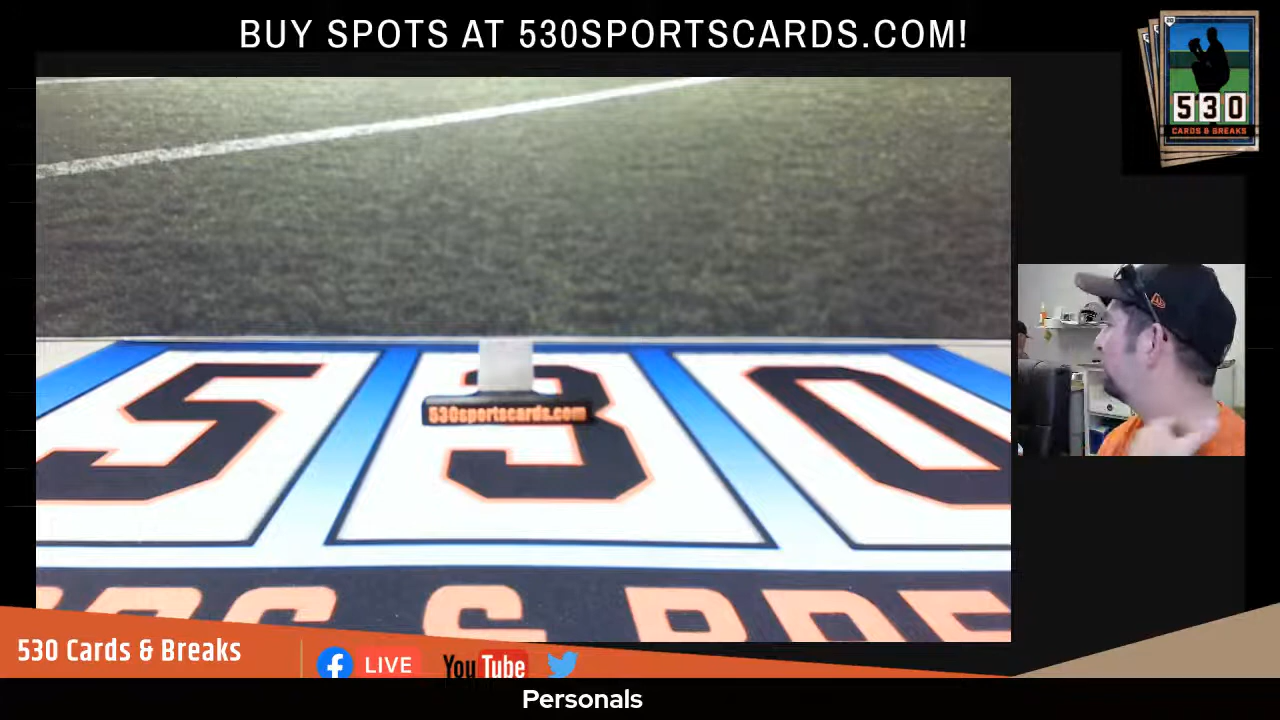 BUY SPOTS AT 530SPORTSCARDS.COM!
530
CARDS & BREAKS
530
530sportscards.com
530 Cards & Breaks
LIVE
YouTube
Personals